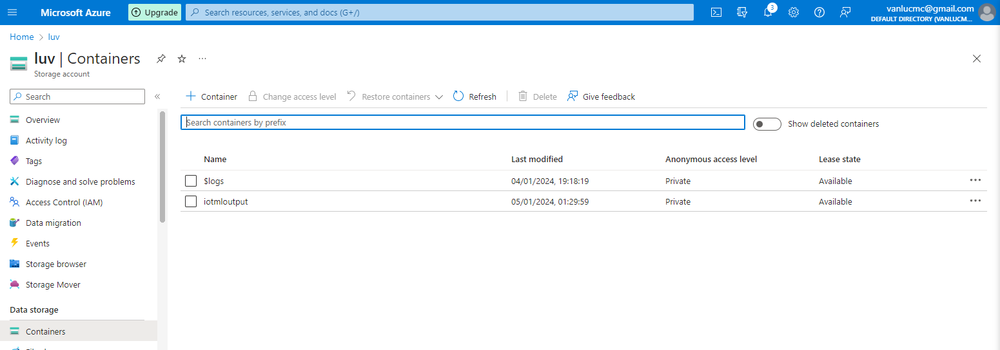 Microsoft Azure
Upgrade
Search resources, services, and docs (G+/)
3
vanlucmc@gmail.com
DEFAULT DIRECTORY (VANLUCM...
Home > luv
luv | Containers
Storage account
Search
Container
Change access level
Restore containers
Refresh
Delete
Give feedback
Search containers by prefix
Show deleted containers
Overview
Activity log
Tags
Diagnose and solve problems
Access Control (IAM)
Data migration
Events
Storage browser
Storage Mover
Data storage
Containers
Name Last modified Anonymous access level Lease state
$logs 04/01/2024, 19:18:19 Private Available
iotmloutput 05/01/2024, 01:29:59 Private Available